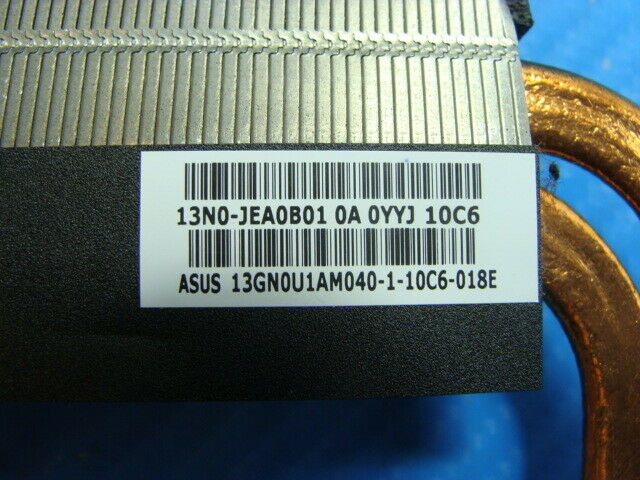 13N0-JEA0B01 0A 0YYJ 10C6
ASUS 13GN0U1AM040-1-10C6-018E